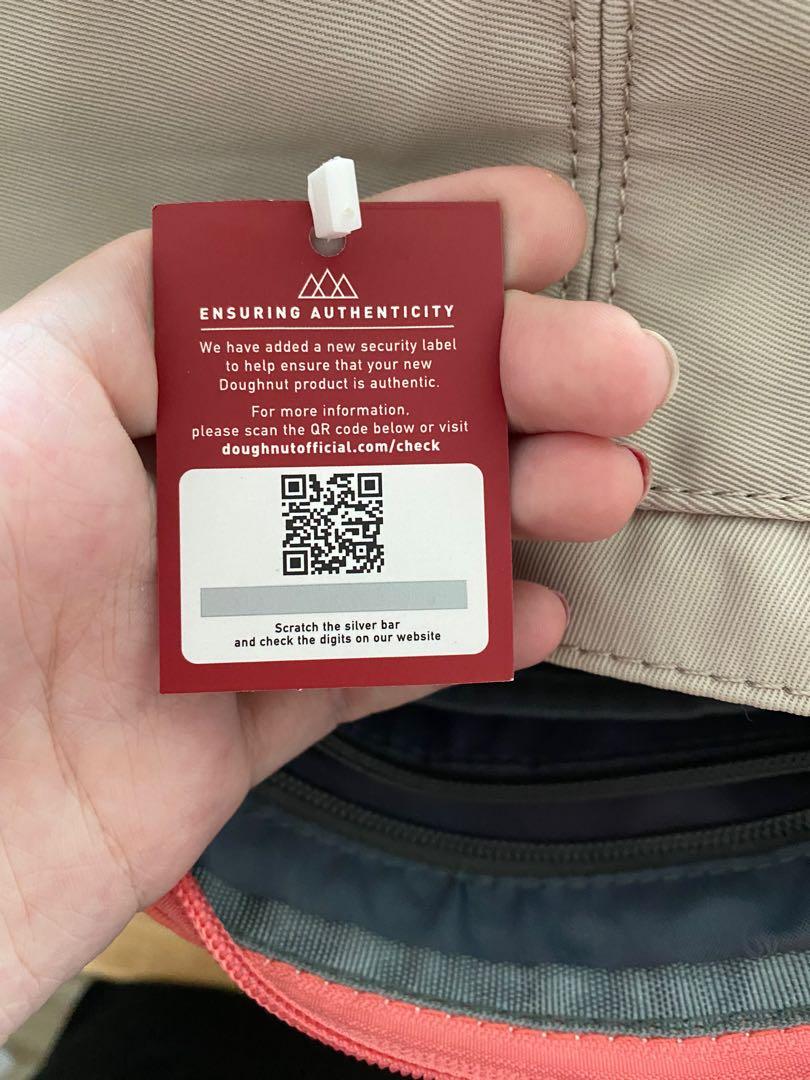 ENSURING AUTHENTICITY
We have added a new security label
to help ensure that your new
Doughnut product is authentic.
For more information,
please scan the QR code below or visit
doughnutofficial.com/check
Scratch the silver bar
and check the digits on our website